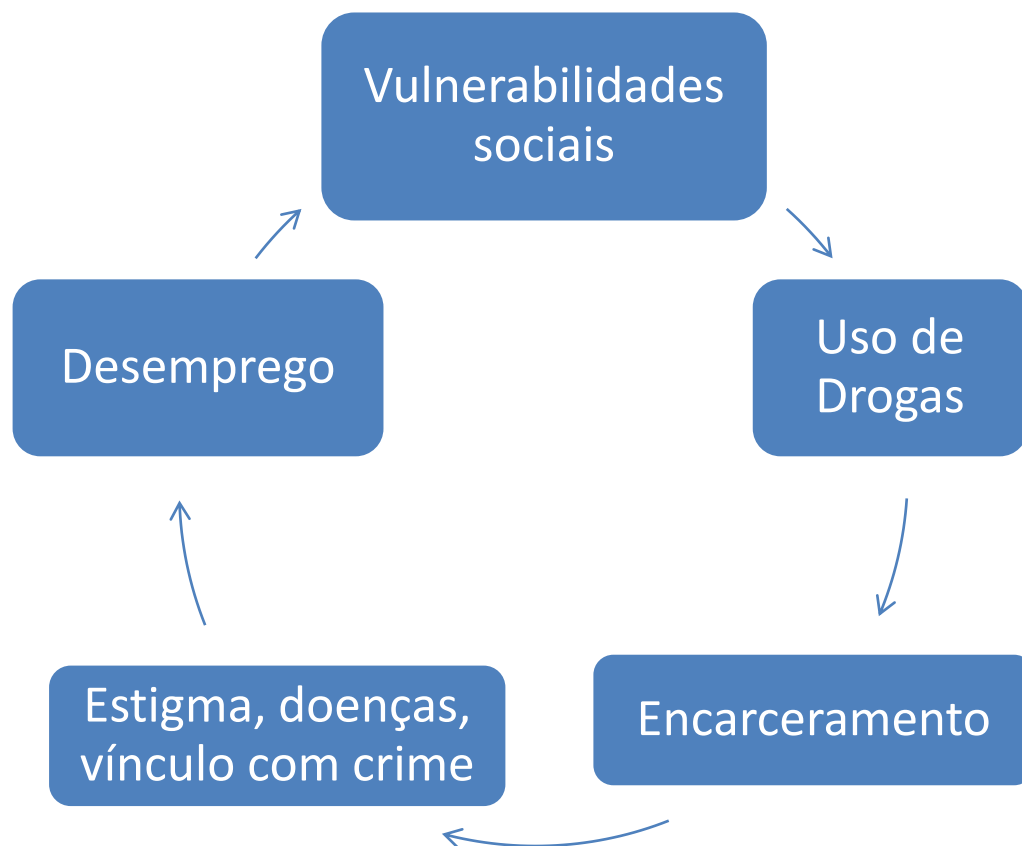 Vulnerabilidades
sociais
Uso de
Drogas
Encarceramento
Estigma, doenças,
vínculo com crime
Desemprego